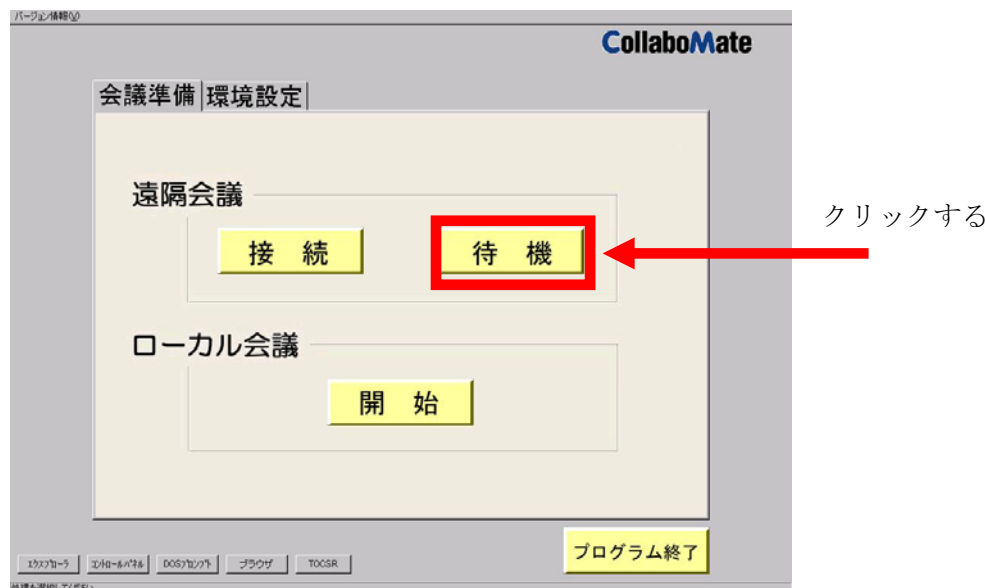 バージョン情報(V)
CollaboMate
会議準備 環境設定
遠隔会議
接 続 待 機
クリックする
ローカル会議
開 始
プログラム終了
エクスプローラ コントロールパネル DOSプロンプト ブラウザ TOCSR